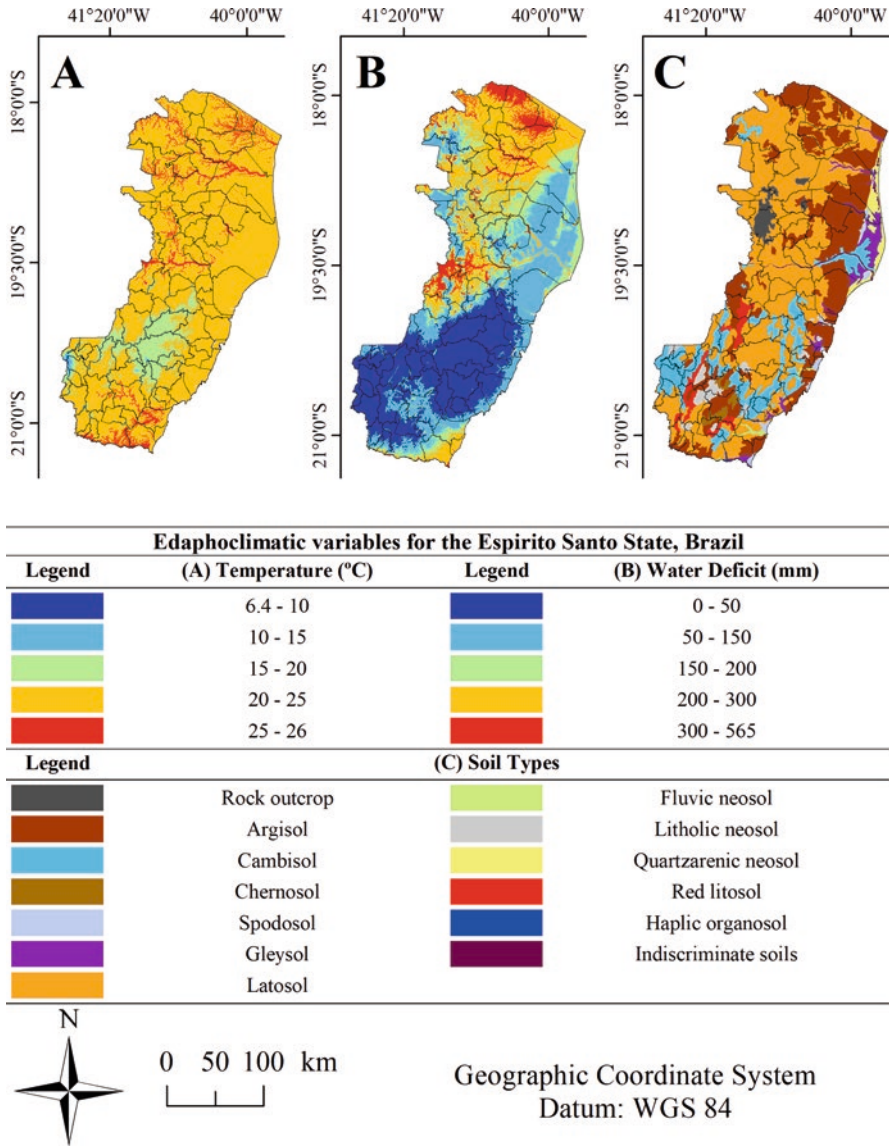 41°20'0"W 40°0'0"W
41°20'0"W 40°0'0"W
41°20'0"W 40°0'0"W
A
B
C
18°0'0"S
19°30'0"S
21°0'0"S
18°0'0"S
19°30'0"S
21°0'0"S
18°0'0"S
19°30'0"S
21°0'0"S
Edaphoclimatic variables for the Espirito Santo State, Brazil
Legend (A) Temperature (ºC) Legend (B) Water Deficit (mm)
6.4 - 10 0 - 50
10 - 15 50 - 150
15 - 20 150 - 200
20 - 25 200 - 300
25 - 26 300 - 565
Legend (C) Soil Types
Rock outcrop Fluvic neosol
Argisol Litholic neosol
Cambisol Quartzarenic neosol
Chernosol Red litosol
Spodosol Haplic organosol
Gleysol Indiscriminate soils
Latosol
N
0 50 100 km
Geographic Coordinate System
Datum: WGS 84